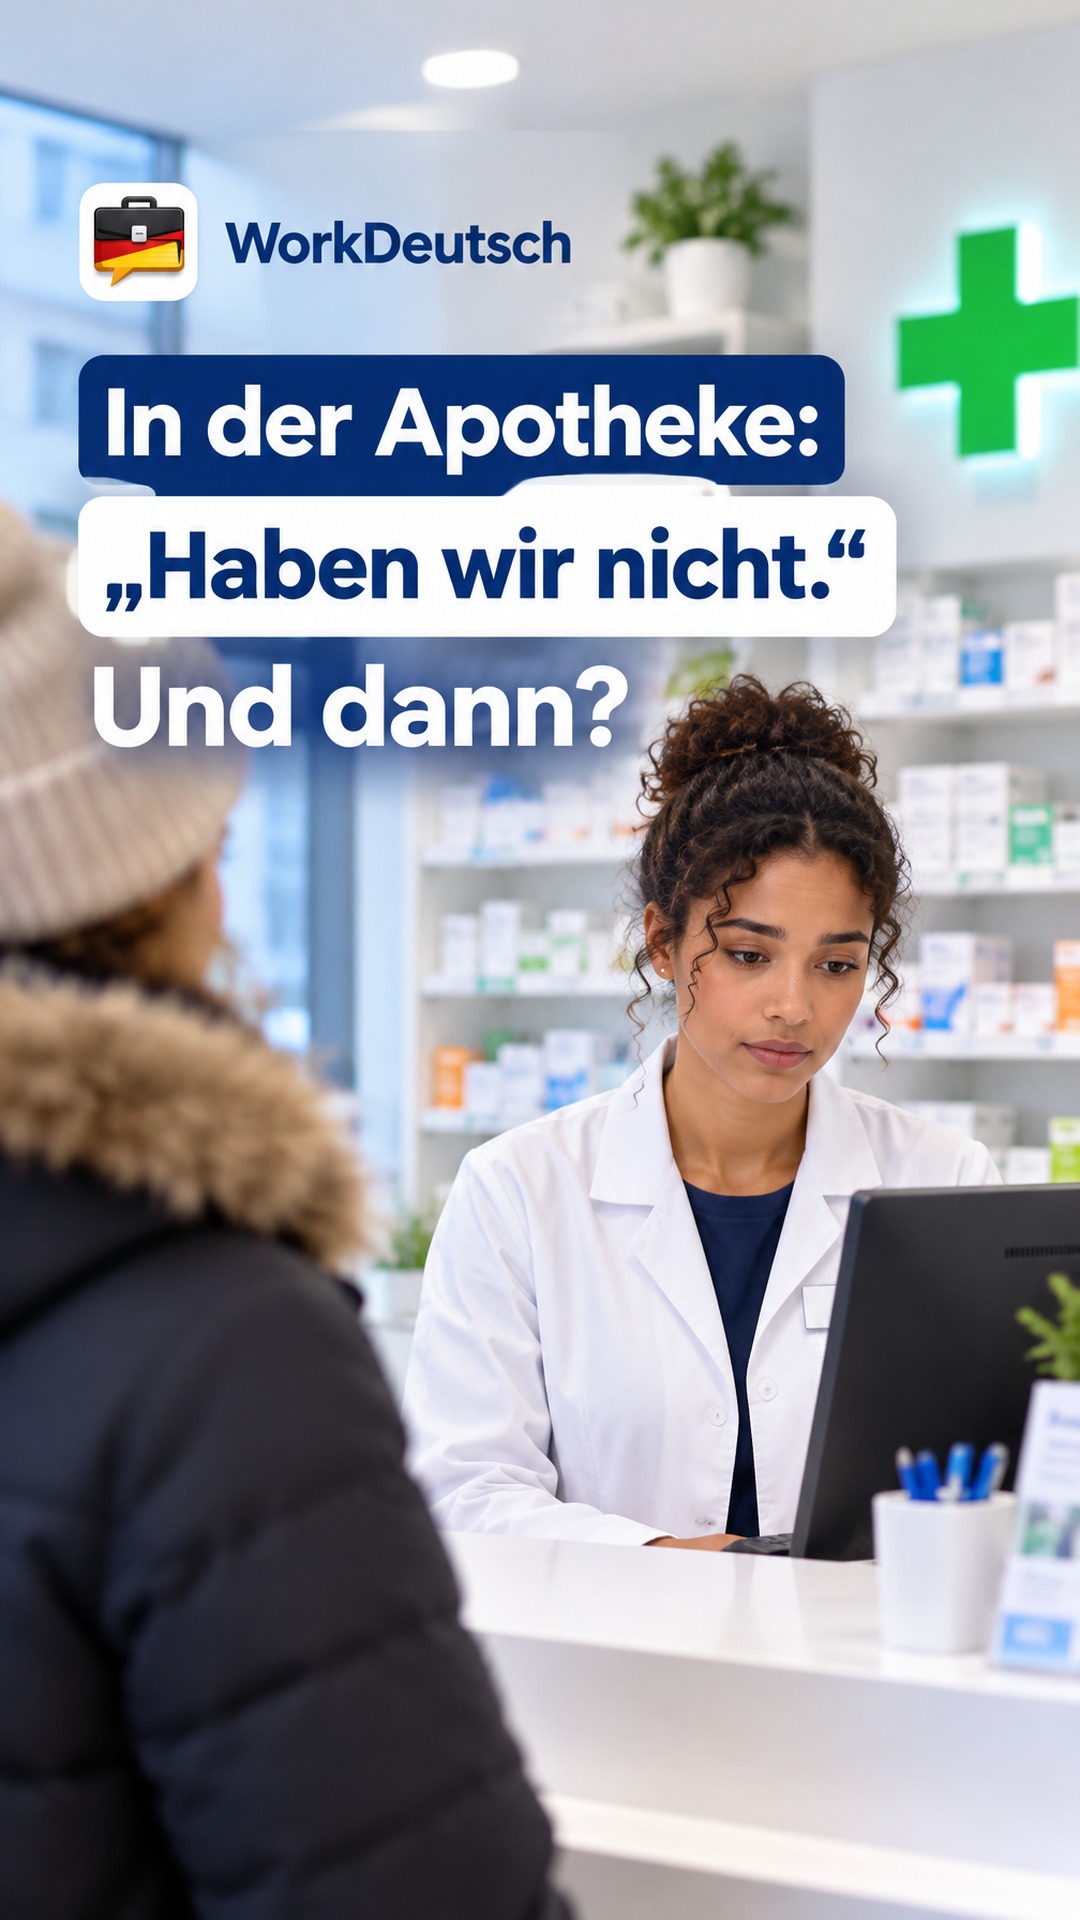 WorkDeutsch
In der Apotheke:
„Haben wir nicht.“
Und dann?